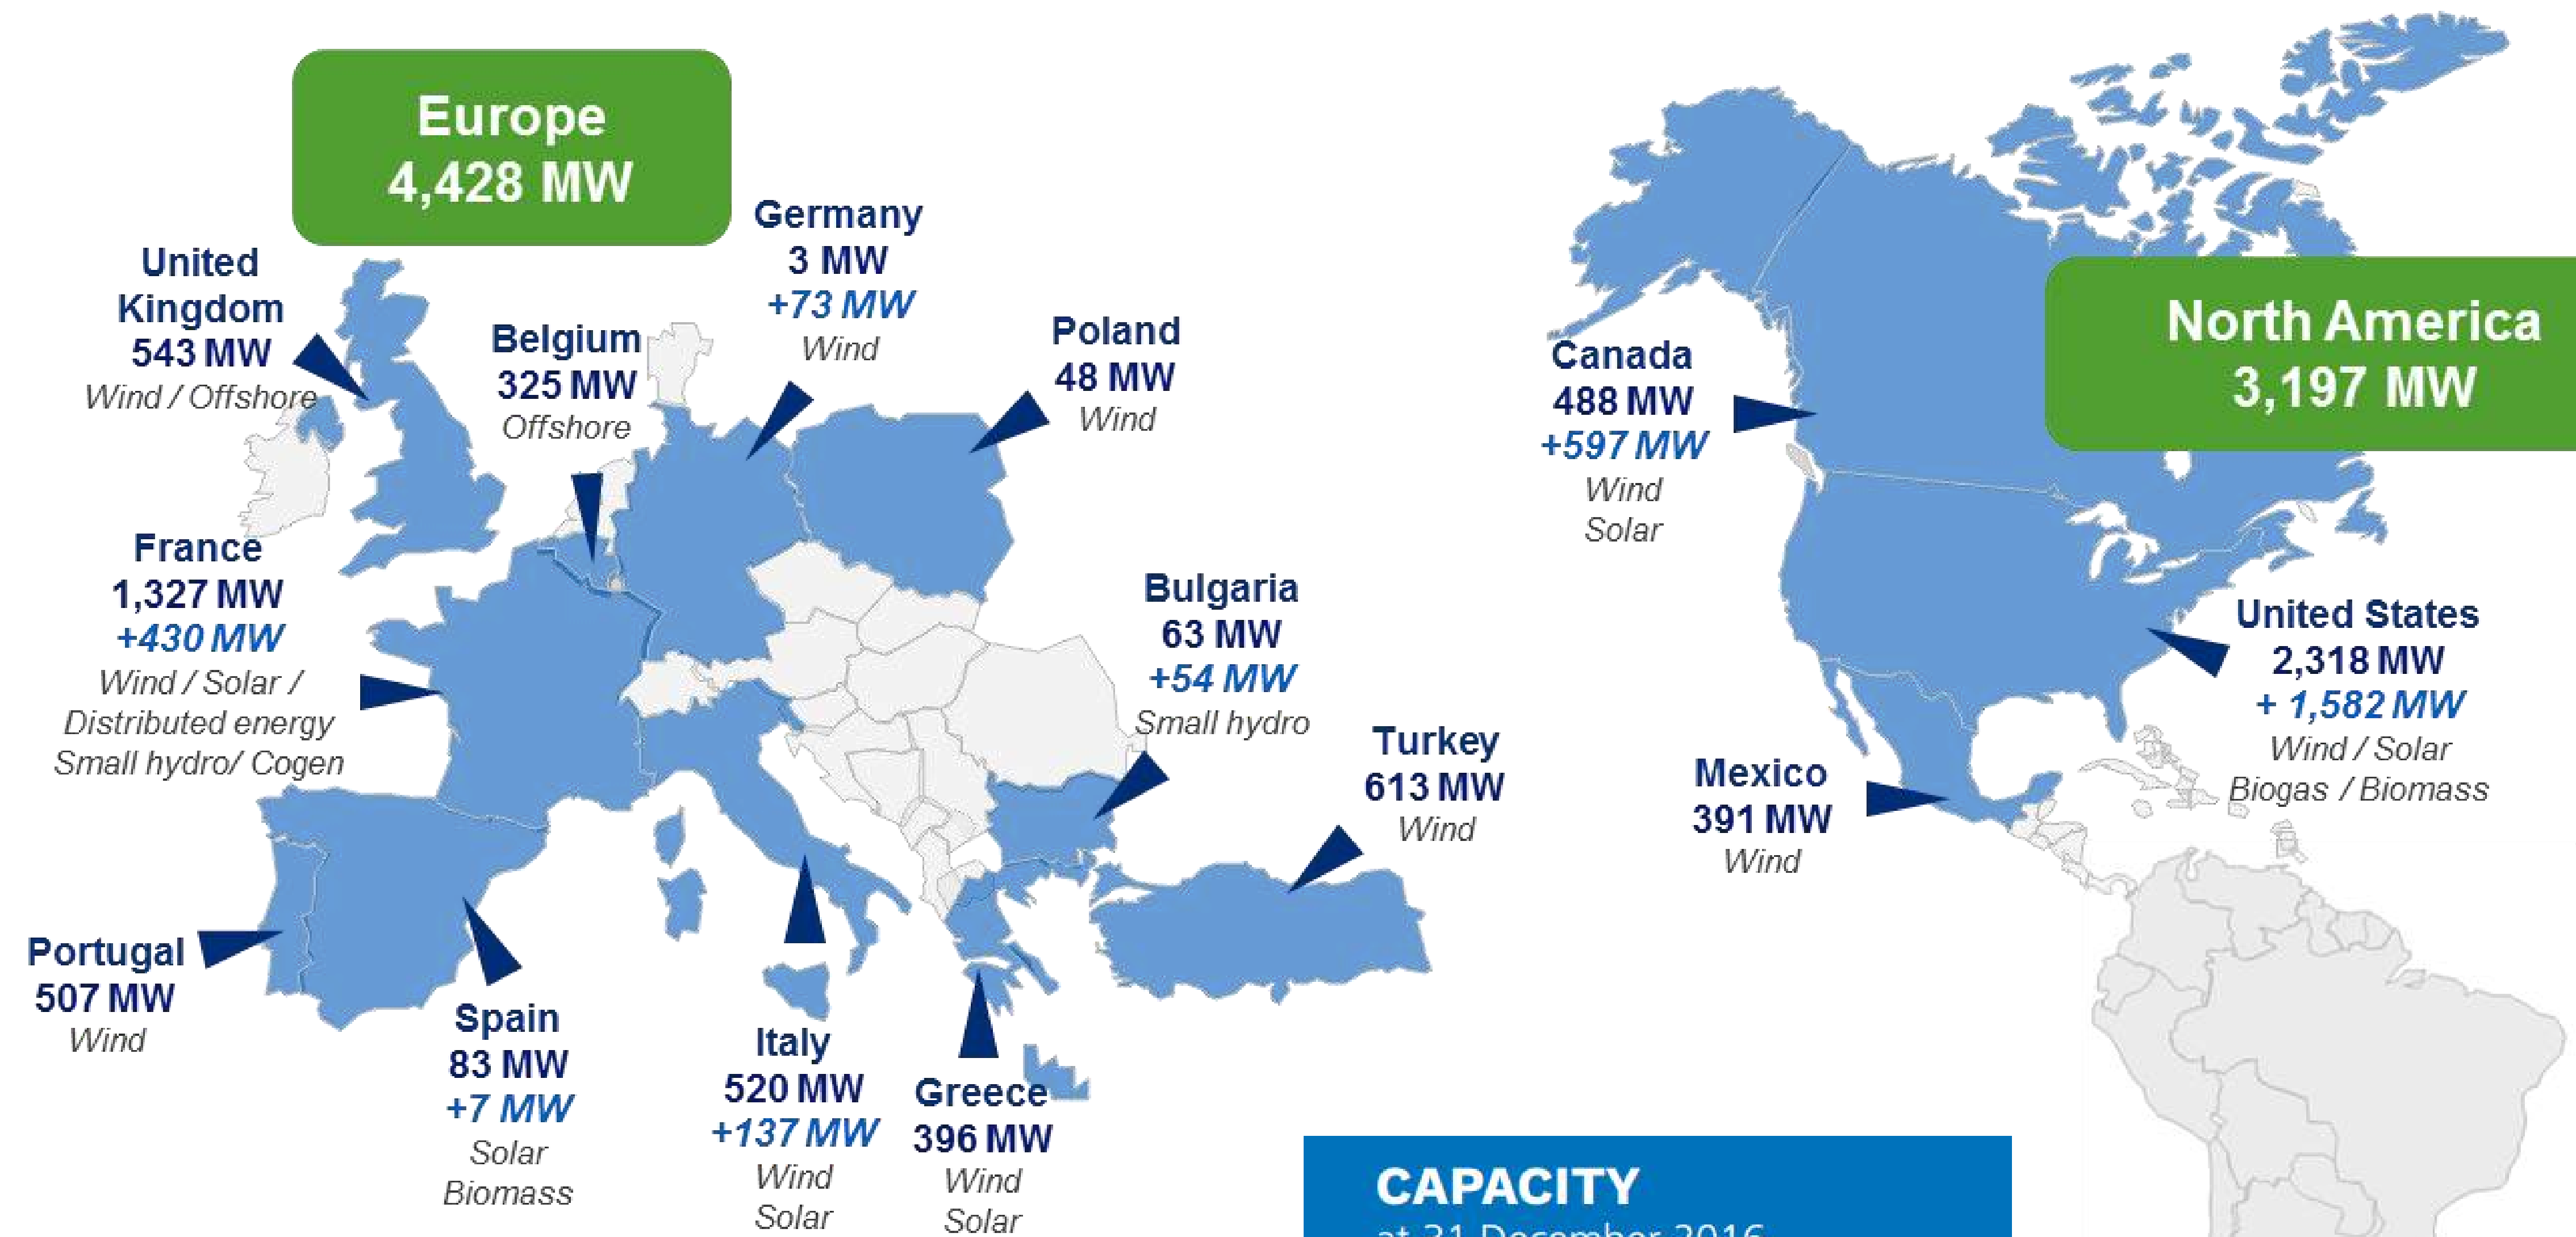 Europe
4,428 MW
United
Kingdom
543 MW
Wind / Offshore
Belgium
325 MW
Offshore
Germany
3 MW
+73 MW
Wind
Poland
48 MW
Wind
France
1,327 MW
+430 MW
Wind / Solar /
Distributed energy
Small hydro/ Cogen
Bulgaria
63 MW
+54 MW
Small hydro
Turkey
613 MW
Wind
Portugal
507 MW
Wind
Spain
83 MW
+7 MW
Solar
Biomass
Italy
520 MW
+137 MW
Wind
Solar
Greece
396 MW
Wind
Solar
North America
3,197 MW
Canada
488 MW
+597 MW
Wind
Solar
United States
2,318 MW
+ 1,582 MW
Wind / Solar
Biogas / Biomass
Mexico
391 MW
Wind
CAPACITY
at 31 December 2016